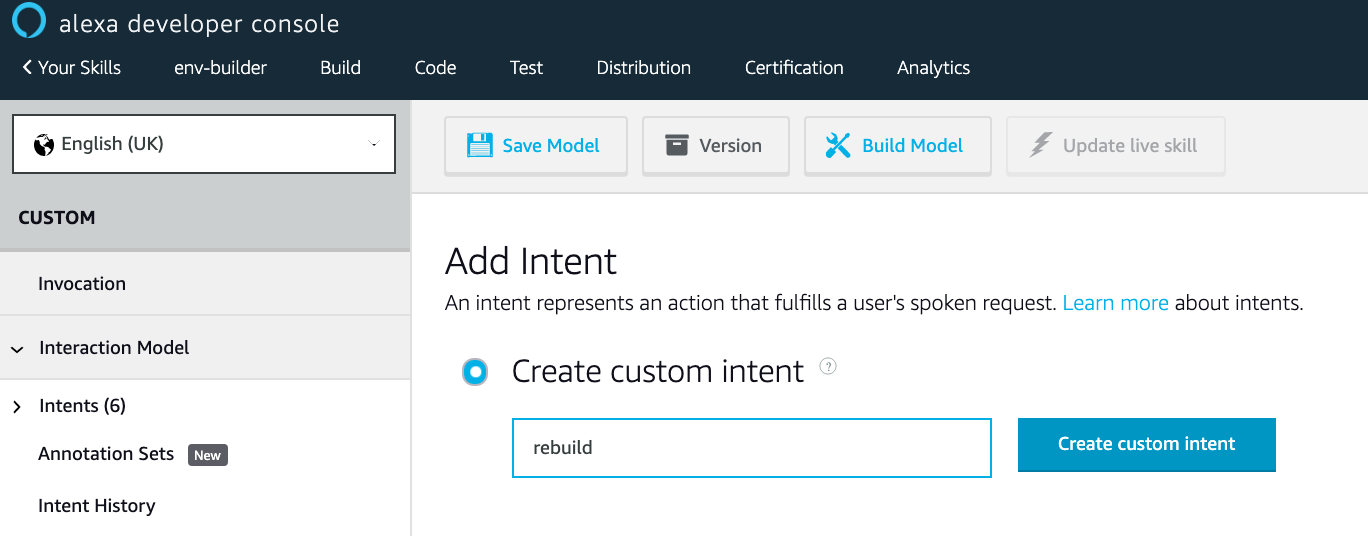 alexa developer console
Your Skills env-builder Build Code Test Distribution Certification Analytics
English (UK)
Save Model Version Build Model Update live skill
CUSTOM
Invocation
Interaction Model
Intents (6)
Annotation Sets New
Intent History
Add Intent
An intent represents an action that fulfills a user's spoken request. Learn more about intents.
Create custom intent ?
rebuild Create custom intent